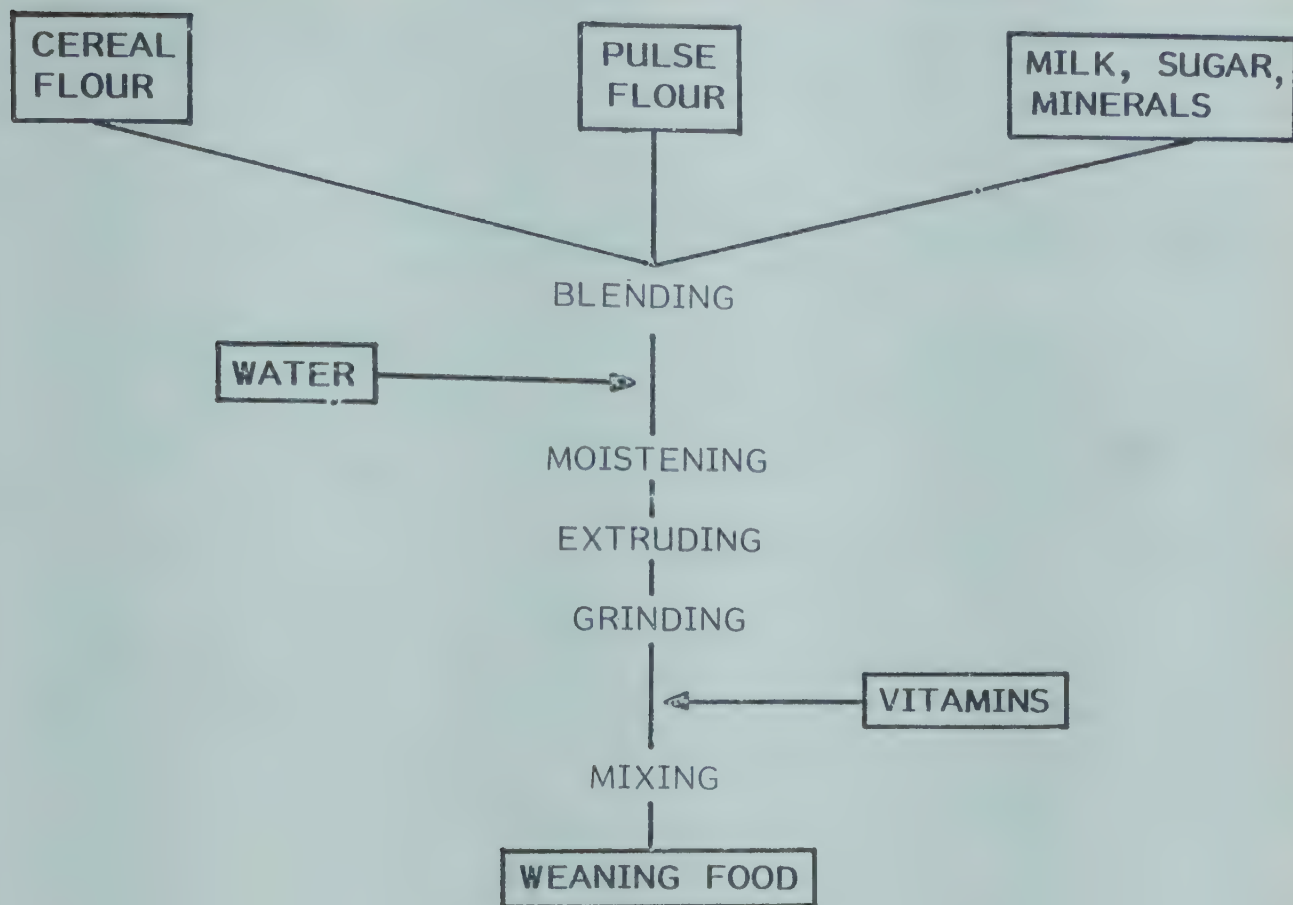 CEREAL
FLOUR
PULSE
FLOUR
MILK, SUGAR,
MINERALS
BLENDING
WATER
MOISTENING
EXTRUDING
GRINDING
VITAMINS
MIXING
WEANING FOOD